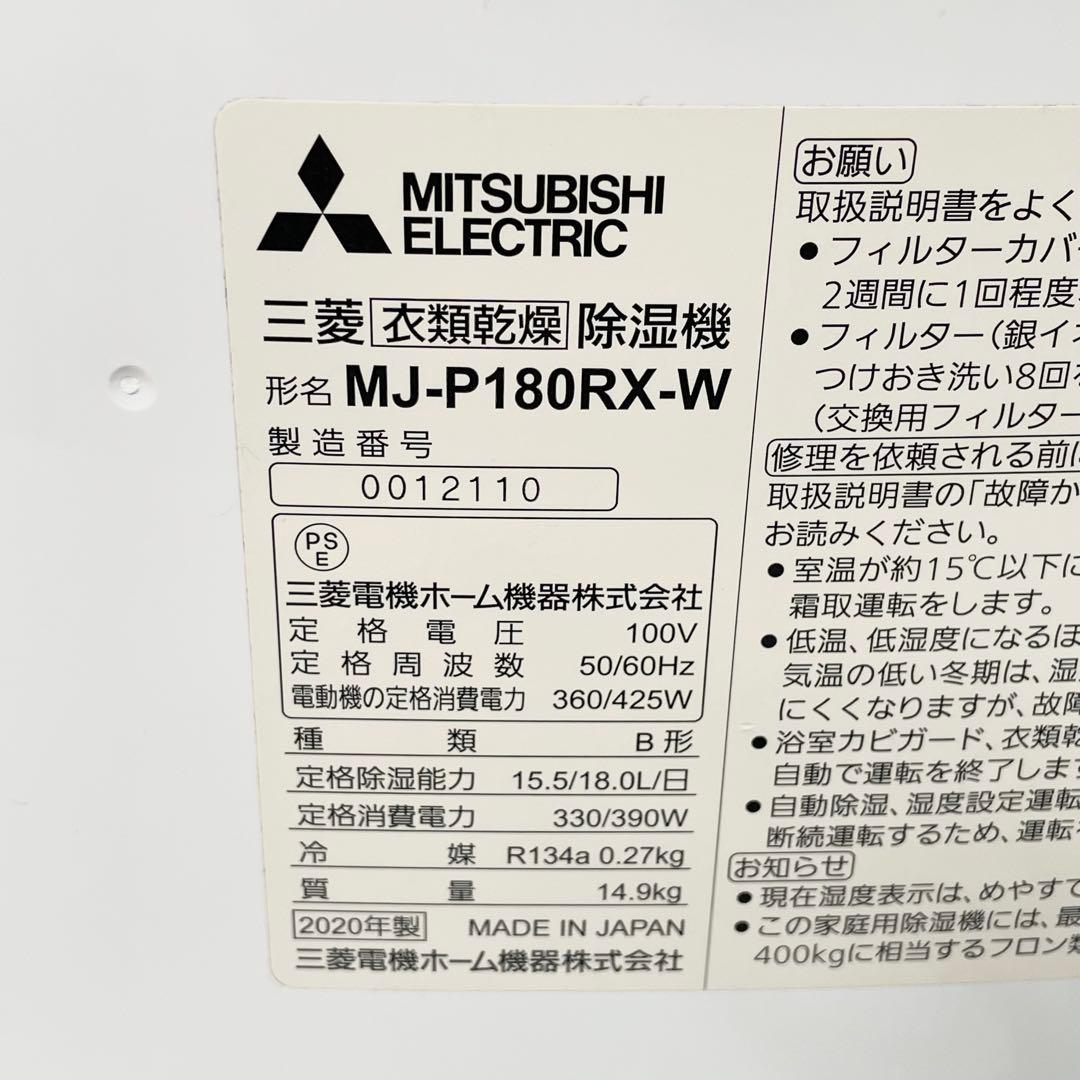 MITSUBISHI
ELECTRIC
三菱 衣類乾燥 除湿機
形名 MJ-P180RX-W
製造番号
0012110
PS
E
三菱電機ホーム機器株式会社
定格電圧 100V
定格周波数 50/60Hz
電動機の定格消費電力 360/425W
種類 B形
定格除湿能力 15.5/18.0L/日
定格消費電力 330/390W
冷媒 R134a 0.27kg
質量 14.9kg
2020年製 MADE IN JAPAN
三菱電機ホーム機器株式会社
お願い
取扱説明書をよく
●フィルターカバー
2週間に1回程度
●フィルター(銀イオ
つけおき洗い8回を
(交換用フィルター
修理を依頼される前に
取扱説明書の「故障か
お読みください。
●室温が約15℃以下に
霜取運転をします。
●低温、低湿度になるほ
気温の低い冬期は、湿
にくくなりますが、故障
●浴室カビガード、衣類乾
自動で運転を終了します
●自動除湿、湿度設定運転
断続運転するため、運転
お知らせ
●現在湿度表示は、めやすで
●この家庭用除湿機には、最
400kgに相当するフロン類